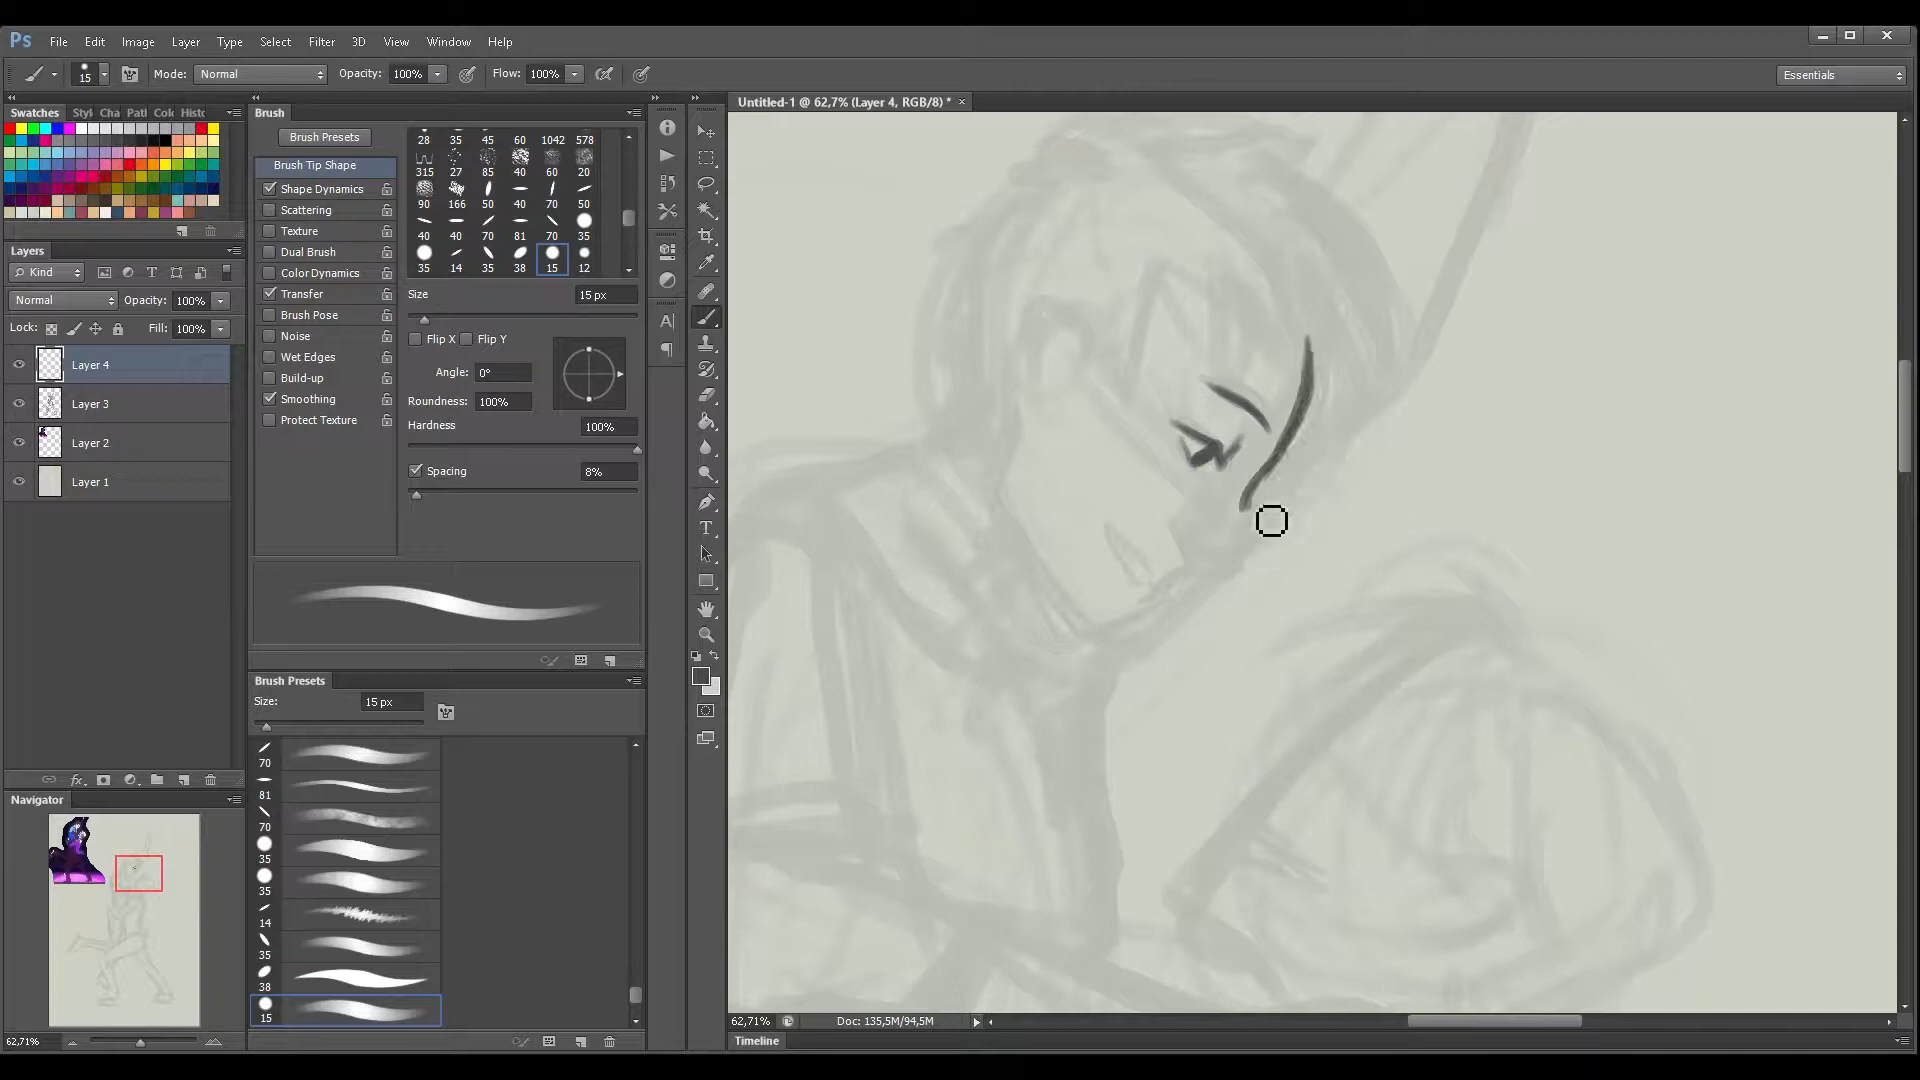 Ps File Edit Image Layer Type Select Filter 3D View Window Help
15 Mode: Normal Opacity: 100% Flow: 100% Essentials
Swatches Styl Cha Pat Col Histo
Brush
Untitled-1 @ 62,7% (Layer 4, RGB/8) * ×
Brush Presets
28 35 45 60 1042 578
Brush Tip Shape
315 27 85 40 60 20
Shape Dynamics
90 166 50 40 70 50
Scattering
Texture
40 40 70 81 70 35
Dual Brush
35 14 35 38 15 12
Color Dynamics
Transfer
Size 15 px
Brush Pose
Noise
Flip X Flip Y
Wet Edges
Angle: 0°
Build-up
Smoothing
Roundness: 100%
Protect Texture
Hardness 100%
Spacing 8%
Layers
Kind
Normal Opacity: 100%
Lock: Fill: 100%
Layer 4
Layer 3
Layer 2
Layer 1
fx
Brush Presets
Size: 15 px
70
81
70
35
35
14
35
38
15
Navigator
62,71%
62,71% Doc: 135,5M/94,5M
Timeline